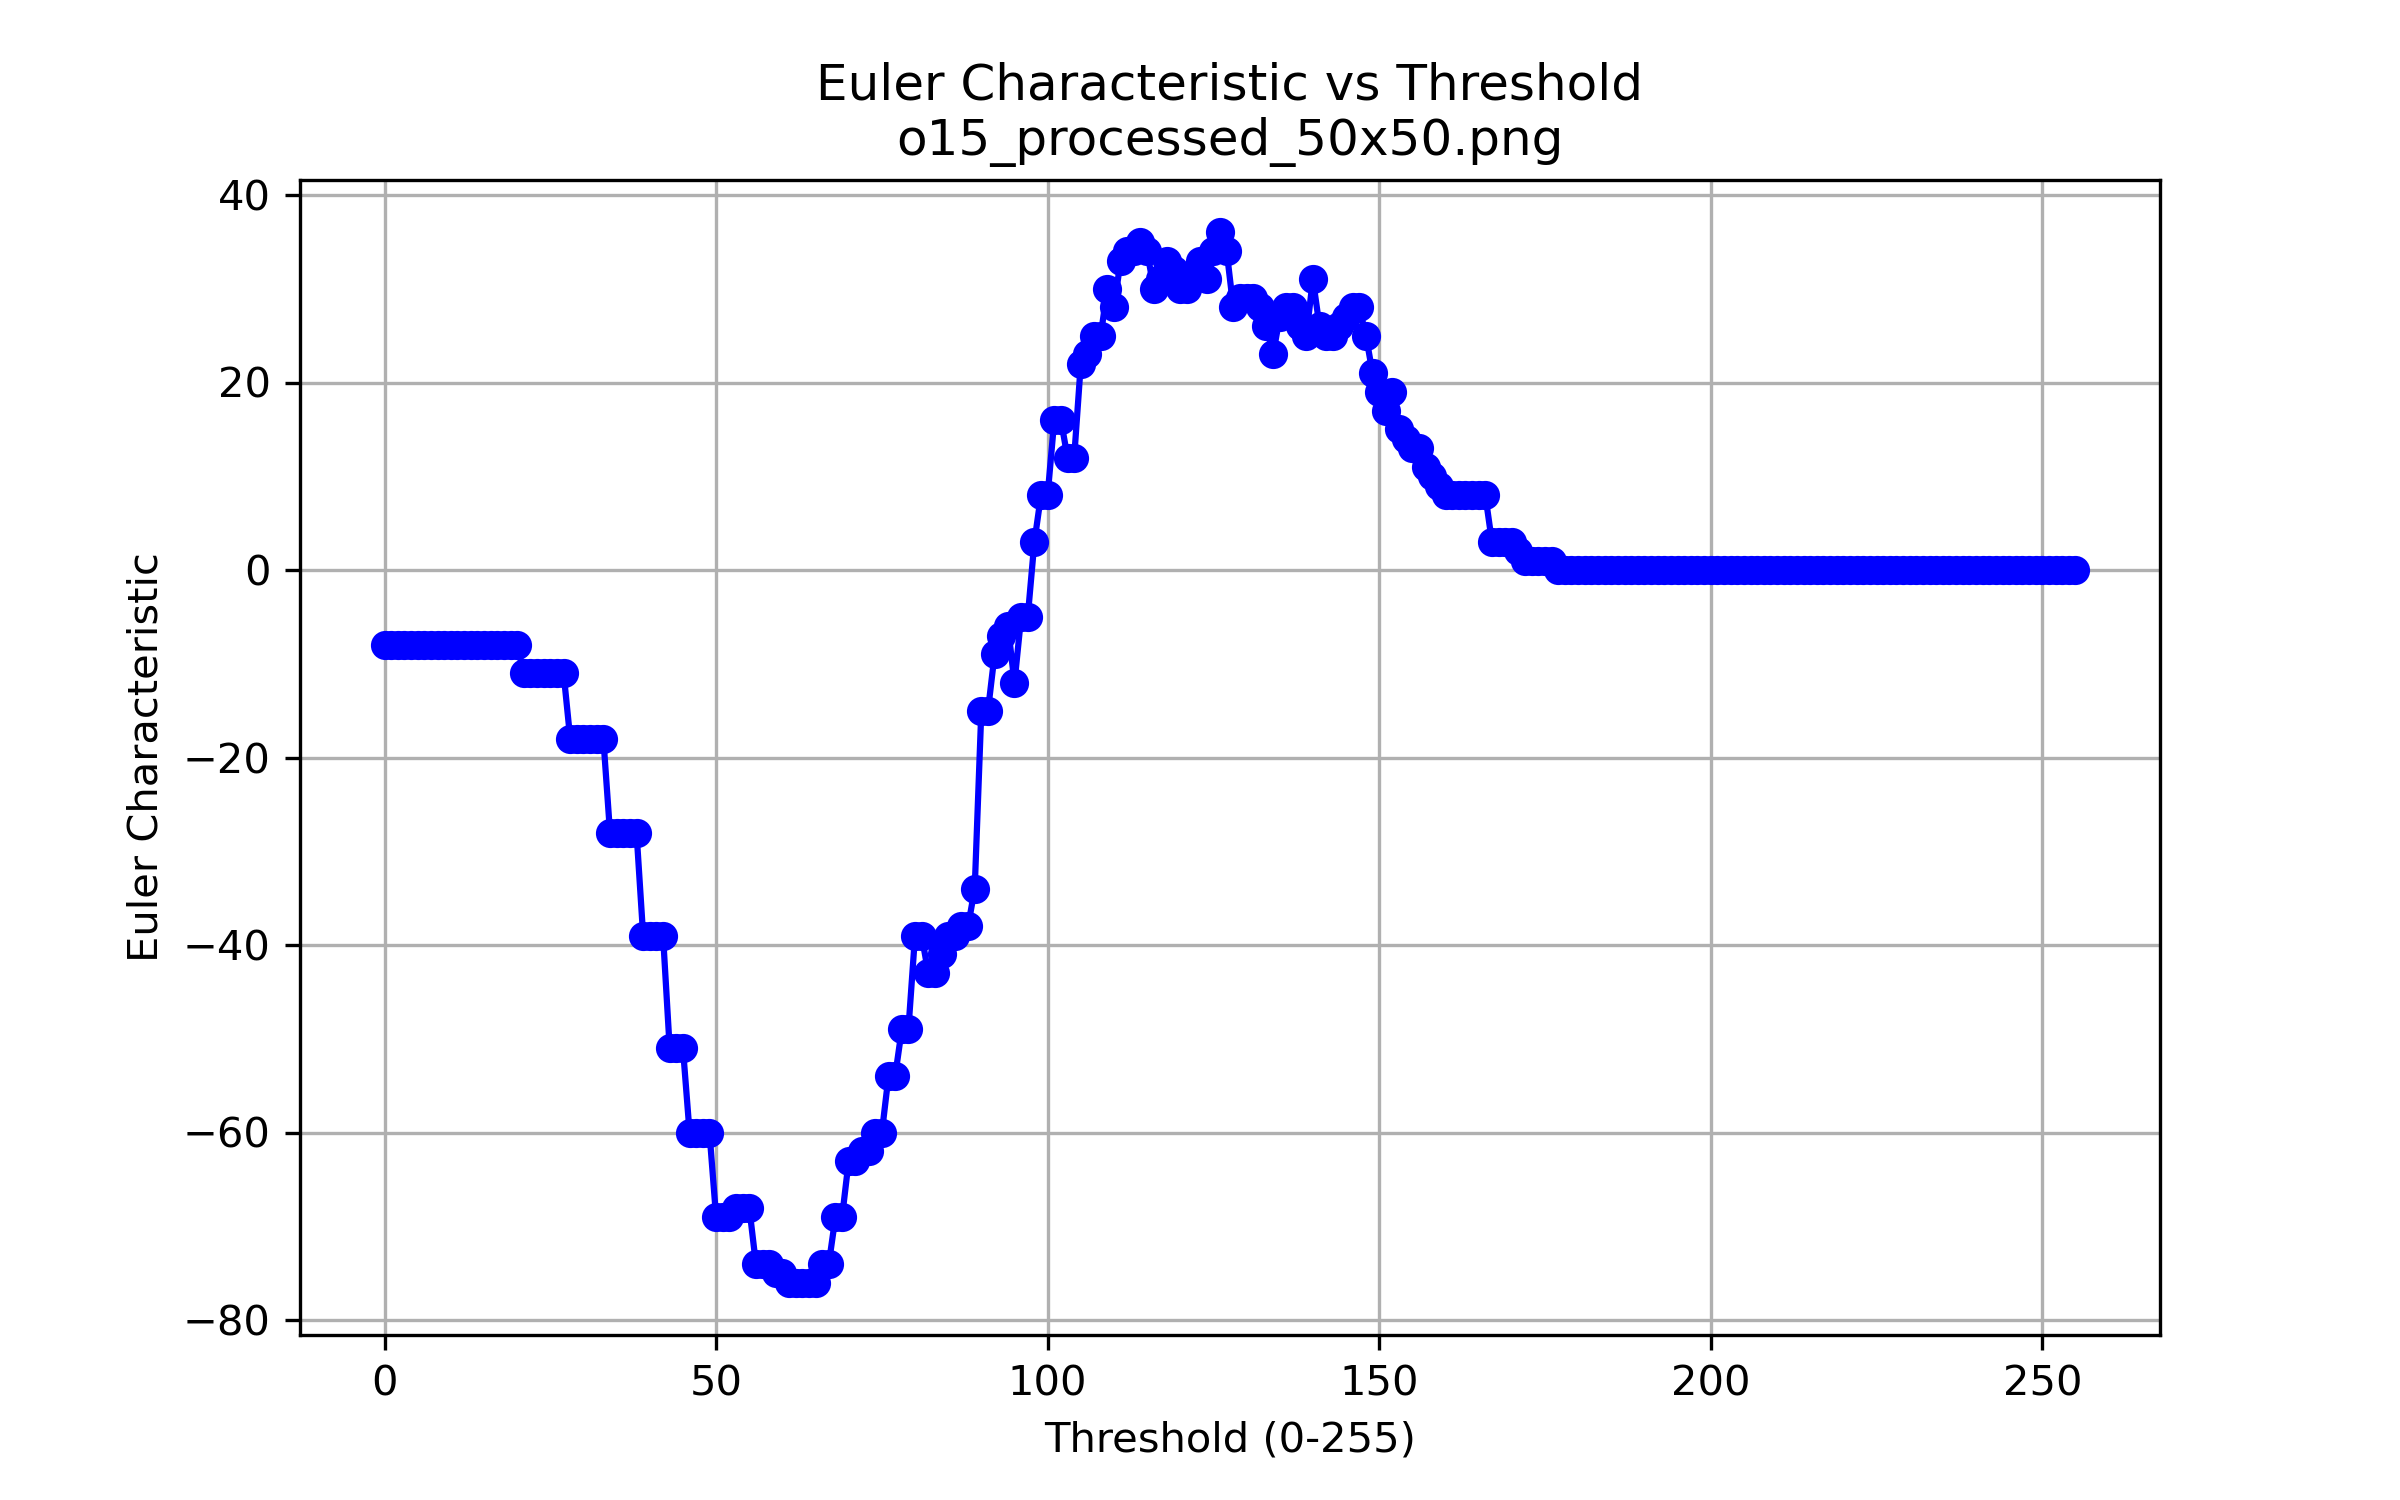 Euler Characteristic vs Threshold
o15_processed_50x50.png
40
20
0
−20
−40
−60
−80
Euler Characteristic
0 50 100 150 200 250
Threshold (0-255)